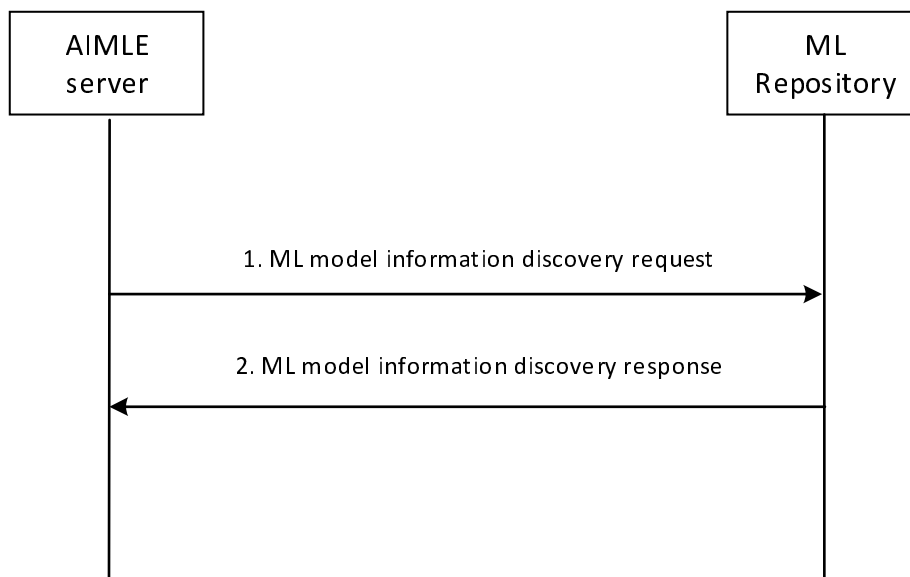 AIMLE
server
ML
Repository
1. ML model information discovery request
2. ML model information discovery response